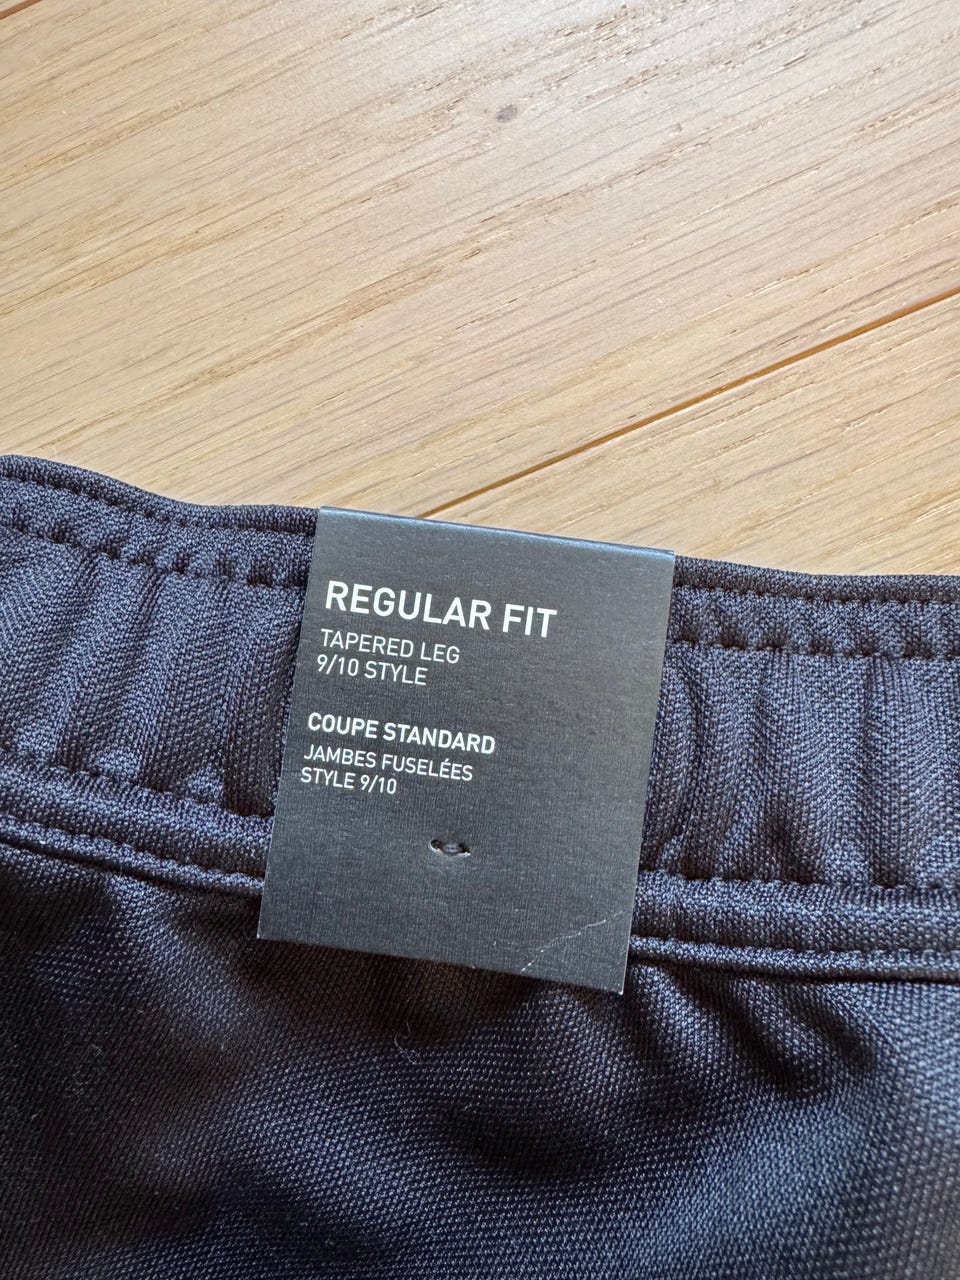 REGULAR FIT
TAPERED LEG
9/10 STYLE
COUPE STANDARD
JAMBES FUSELÉES
STYLE 9/10